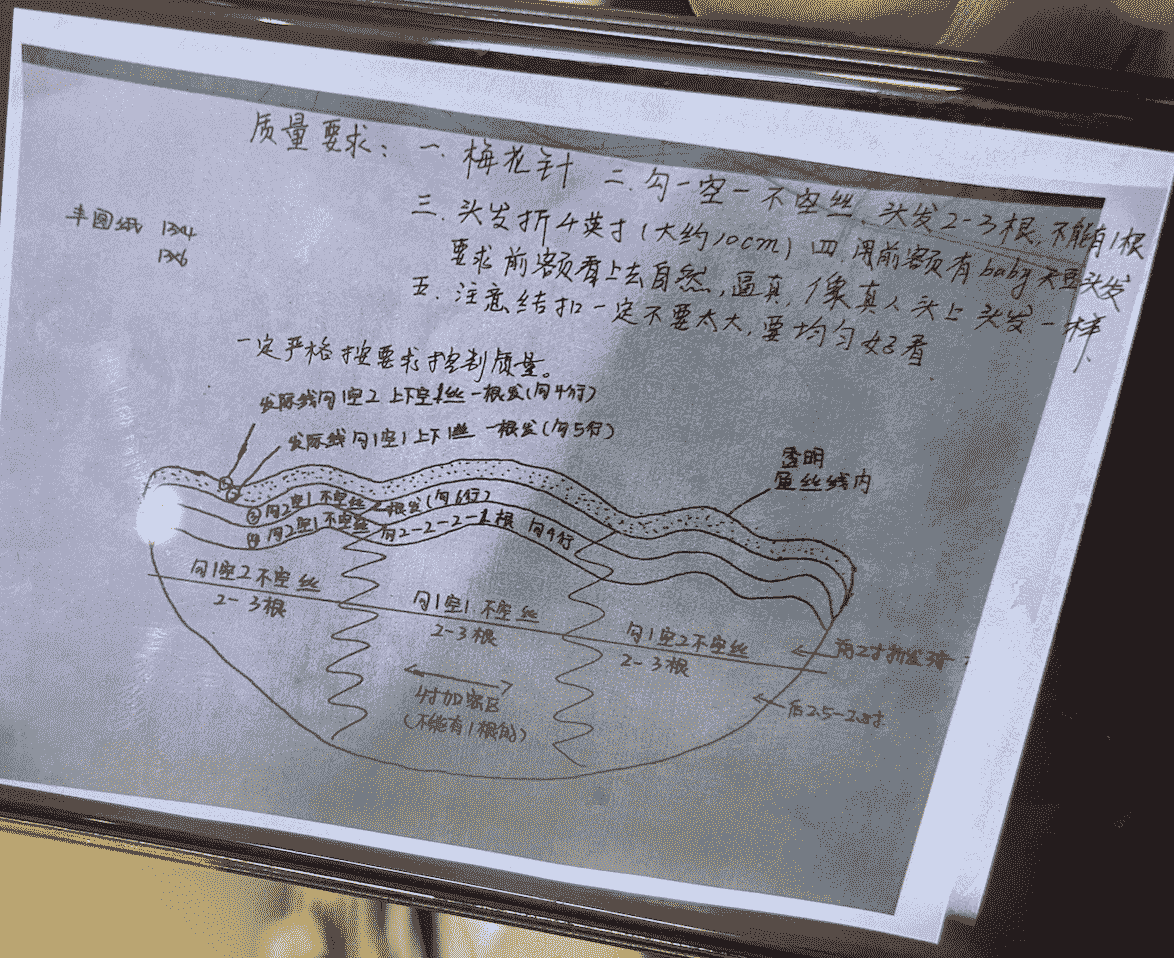 质量要求：一. 梅花针 二. 勾一空一不空丝、头发2-3根,不能有1根
三. 头发折4英寸(大约10cm) 四. 周前额有baby 头发
要求前额看上去自然,逼真,像真人头上头发一样、
五. 注意结扣一定不要太大,要均匀好看
13x4
13x6
一定严格按要求控制质量。
发际线勾1空2 上下空1丝一根发(勾4行)
发际线勾1空1 上下1丝 一根发(勾5行)
透明
鱼丝线内
③勾2空1不空丝一根发(勾6行)
④勾2空1不空丝 勾2-2-2-1根 勾4行
勾1空2不空丝
2-3根
勾1空1不空丝
2-3根
勾1空2不空丝
2-3根
4寸加密区
(不能有1根的)
后2.5-2.8寸